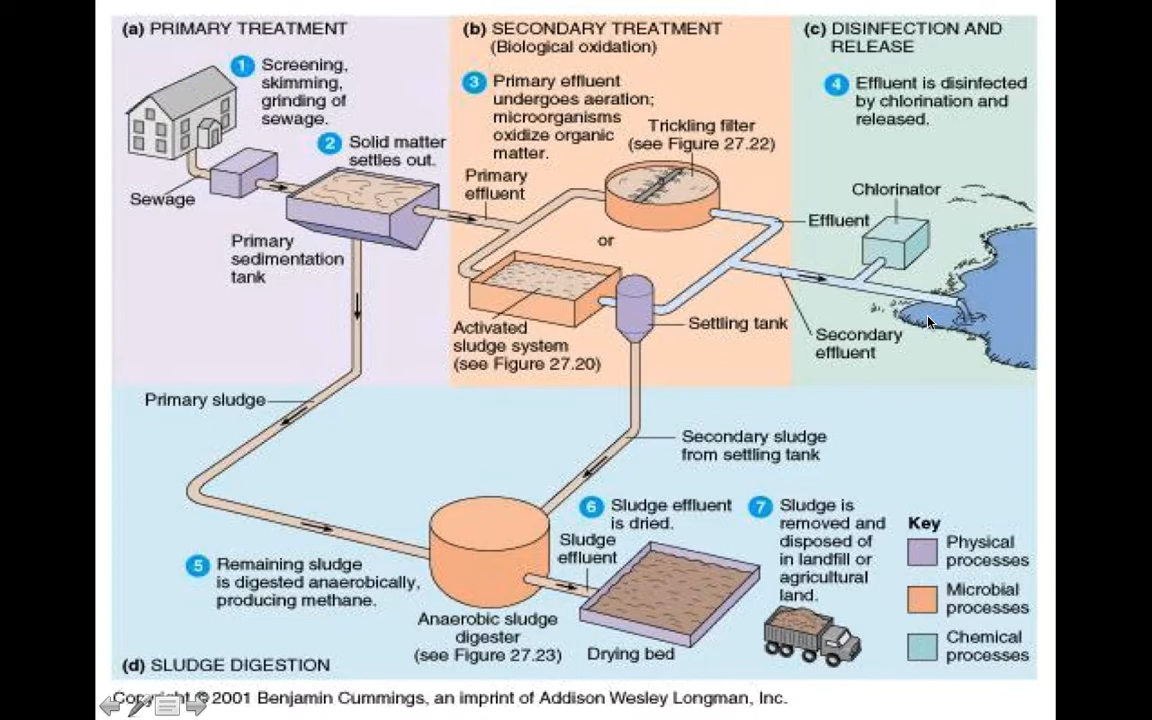 (a) PRIMARY TREATMENT
1 Screening,
skimming,
grinding of
sewage.
2 Solid matter
settles out.
Sewage
Primary
sedimentation
tank
(b) SECONDARY TREATMENT
(Biological oxidation)
3 Primary effluent
undergoes aeration;
microorganisms
oxidize organic
matter.
Trickling filter
(see Figure 27.22)
Primary
effluent
or
Activated
sludge system
(see Figure 27.20)
Settling tank
(c) DISINFECTION AND
RELEASE
4 Effluent is disinfected
by chlorination and
released.
Chlorinator
Effluent
Secondary
effluent
Primary sludge
Secondary sludge
from settling tank
5 Remaining sludge
is digested anaerobically,
producing methane.
Anaerobic sludge
digester
(see Figure 27.23)
6 Sludge effluent
is dried.
Sludge
effluent
Drying bed
7 Sludge is
removed and
disposed of
in landfill or
agricultural
land.
Key
Physical
processes
Microbial
processes
Chemical
processes
(d) SLUDGE DIGESTION
Copyright © 2001 Benjamin Cummings, an imprint of Addison Wesley Longman, Inc.